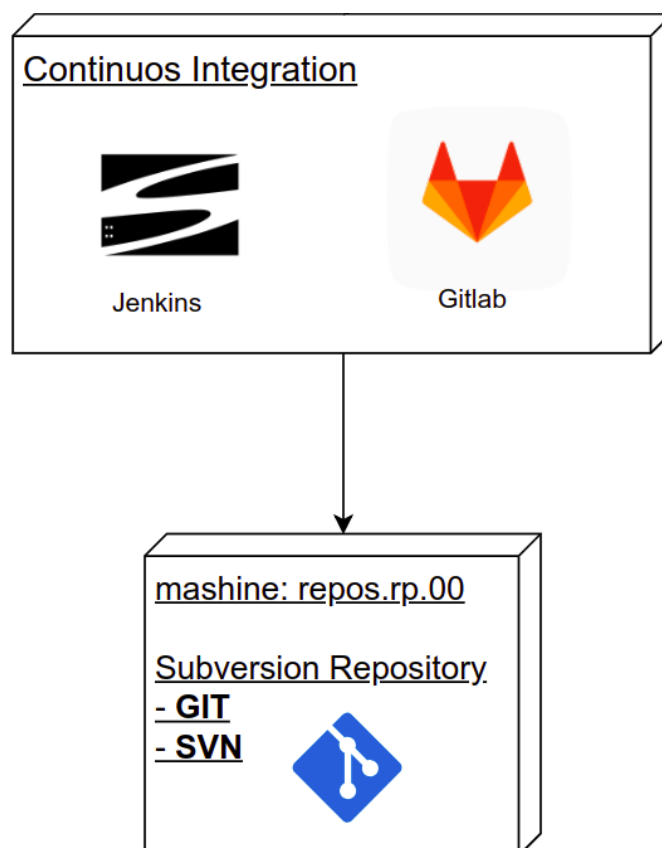 Continuos Integration
Jenkins
Gitlab
mashine: repos.rp.00
Subversion Repository
- GIT
- SVN